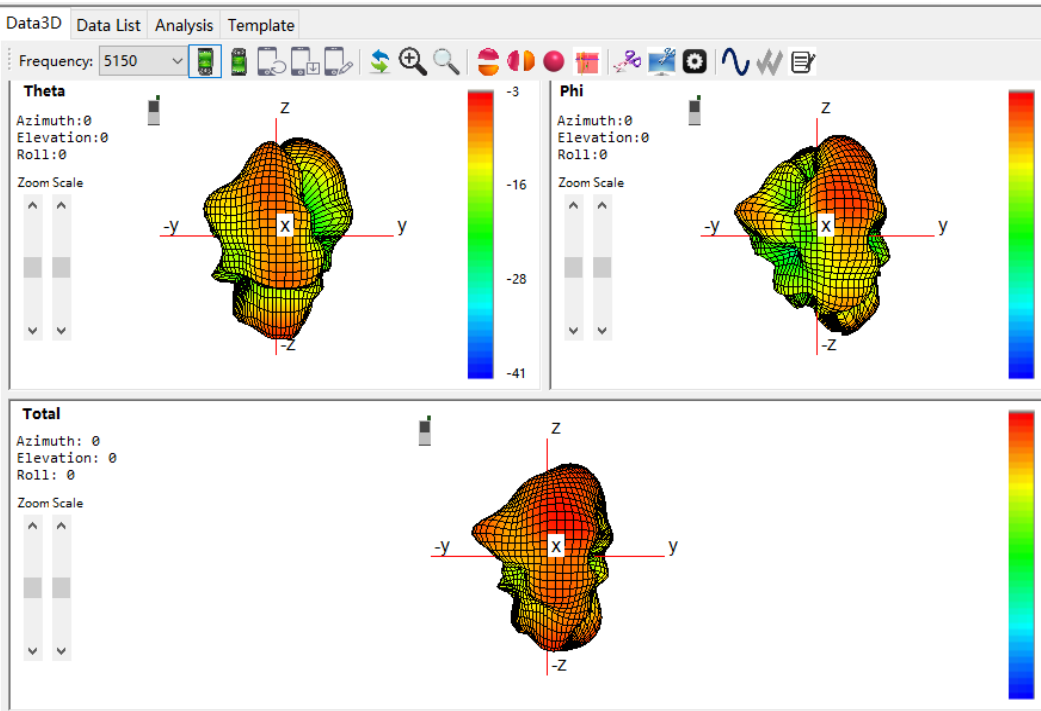 Data3D Data List Analysis Template
Frequency: 5150
Theta
Azimuth:0
Elevation:0
Roll:0
Zoom Scale
z
-y
x
y
-z
-3
-16
-28
-41
Phi
Azimuth:0
Elevation:0
Roll:0
Zoom Scale
z
-y
x
y
-z
Total
Azimuth: 0
Elevation: 0
Roll: 0
Zoom Scale
z
-y
x
y
-z